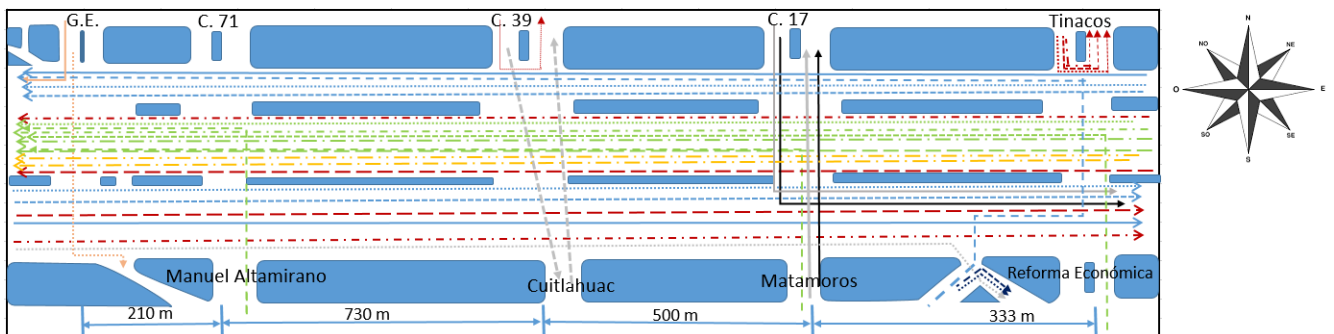 G.E.
C. 71
C. 39
C. 17
Tinacos
Manuel Altamirano
Cuitlahuac
Matamoros
Reforma Económica
210 m
730 m
500 m
333 m
N
NO
NE
O
E
SO
SE
S